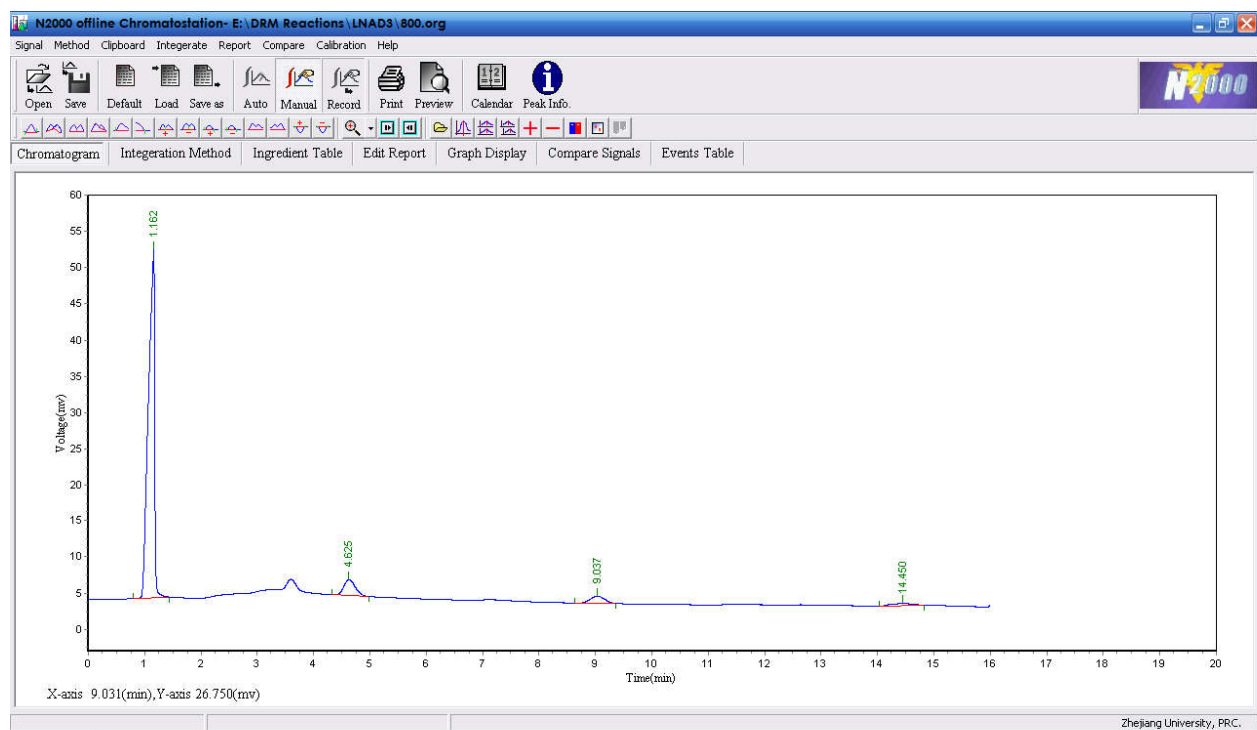 N2000 offline Chromatostation- E:\DRM Reactions\LNAD3\800.org
Signal Method Clipboard Integerate Report Compare Calibration Help
Open Save Default Load Save as Auto Manual Record Print Preview Calendar Peak Info.
N2000
Chromatogram Integeration Method Ingredient Table Edit Report Graph Display Compare Signals Events Table
60
55
50
45
40
35
30
25
20
15
10
5
0
Voltage(mv)
1.162
4.625
9.037
14.450
0 1 2 3 4 5 6 7 8 9 10 11 12 13 14 15 16 17 18 19 20
Time(min)
X-axis 9.031(min),Y-axis 26.750(mv)
Zhejiang University, PRC.